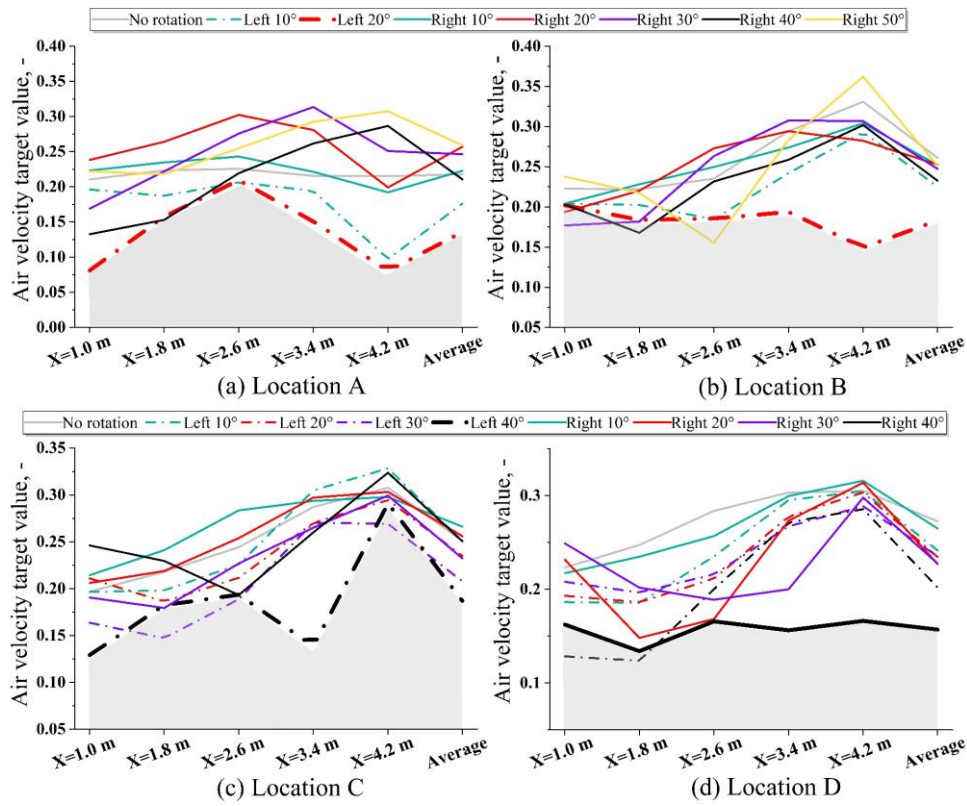 No rotation Left 10° Left 20° Right 10° Right 20° Right 30° Right 40° Right 50°
Air velocity target value, -
0.40
0.35
0.30
0.25
0.20
0.15
0.10
0.05
0.00
X=1.0 m X=1.8 m X=2.6 m X=3.4 m X=4.2 m Average
(a) Location A
Air velocity target value, -
0.40
0.35
0.30
0.25
0.20
0.15
0.10
0.05
X=1.0 m X=1.8 m X=2.6 m X=3.4 m X=4.2 m Average
(b) Location B
No rotation Left 10° Left 20° Left 30° Left 40° Right 10° Right 20° Right 30° Right 40°
Air velocity target value, -
0.35
0.30
0.25
0.20
0.15
0.10
0.05
X=1.0 m X=1.8 m X=2.6 m X=3.4 m X=4.2 m Average
(c) Location C
Air velocity target value, -
0.3
0.2
0.1
X=1.0 m X=1.8 m X=2.6 m X=3.4 m X=4.2 m Average
(d) Location D